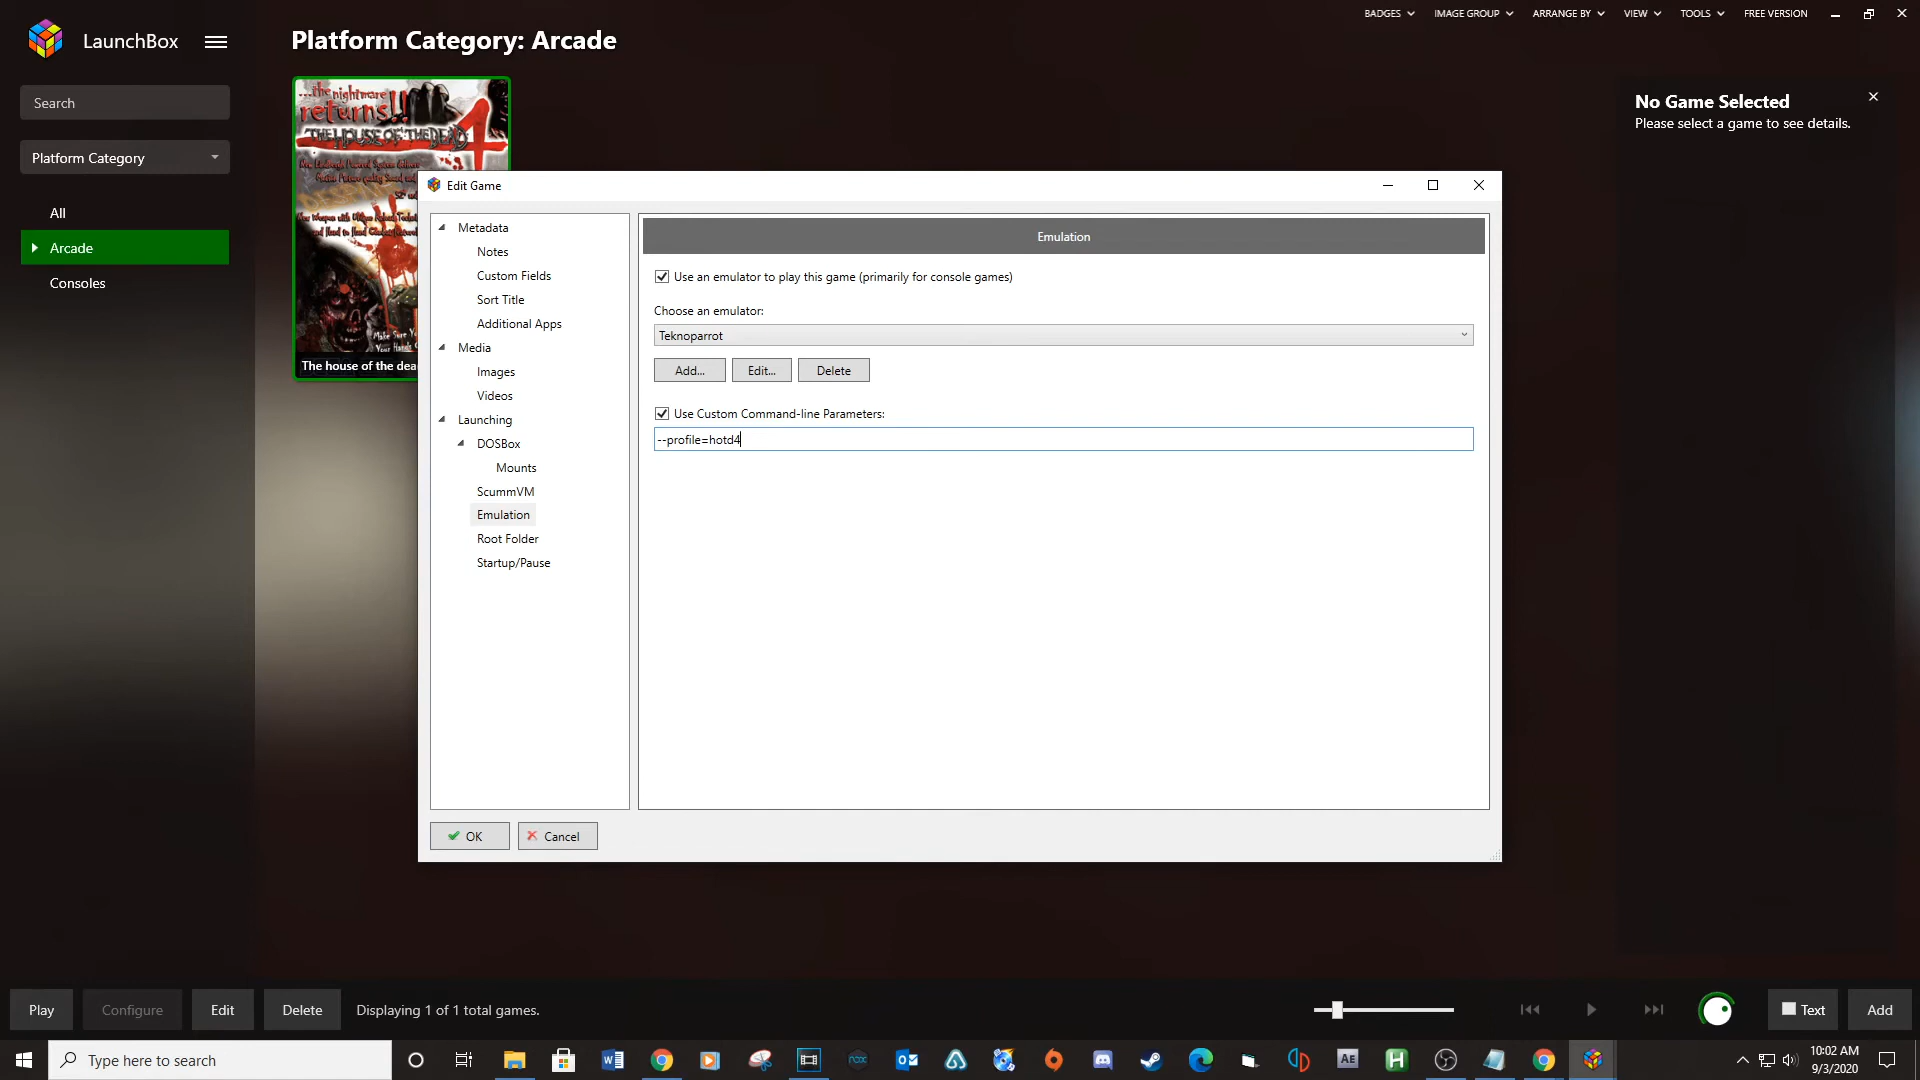 BADGES
IMAGE GROUP
ARRANGE BY
VIEW
TOOLS
FREE VERSION
LaunchBox
Platform Category: Arcade
Search
Platform Category
All
Arcade
Consoles
...the nightmare
returns!!
THE HOUSE OF THE DEAD
4
Make Sure Yo
Your Hands C
The house of the dea
No Game Selected
Please select a game to see details.
Edit Game
Metadata
Notes
Custom Fields
Sort Title
Additional Apps
Media
Images
Videos
Launching
DOSBox
Mounts
ScummVM
Emulation
Root Folder
Startup/Pause
Emulation
Use an emulator to play this game (primarily for console games)
Choose an emulator:
Teknoparrot
Add...
Edit...
Delete
Use Custom Command-line Parameters:
--profile=hotd4
OK
Cancel
Play
Configure
Edit
Delete
Displaying 1 of 1 total games.
Text
Add
Type here to search
AE
10:02 AM
9/3/2020